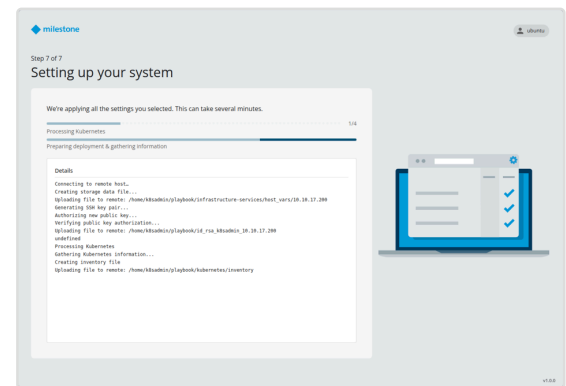 milestone
ubuntu
Step 7 of 7
Setting up your system
We're applying all the settings you selected. This can take several minutes.
1/4
Processing Kubernetes
Preparing deployment & gathering information
Details
Connecting to remote host…
Creating storage data file...
Uploading file to remote: /home/k8sadmin/playbook/infrastructure-services/host_vars/10.10.17.200
Generating SSH key pair...
Authorizing new public key...
Verifying public key authorization...
Uploading file to remote: /home/k8sadmin/playbook/id_rsa_k8sadmin_10.10.17.200
undefined
Processing Kubernetes
Gathering Kubernetes information...
Creating inventory file
Uploading file to remote: /home/k8sadmin/playbook/kubernetes/inventory
v1.0.0